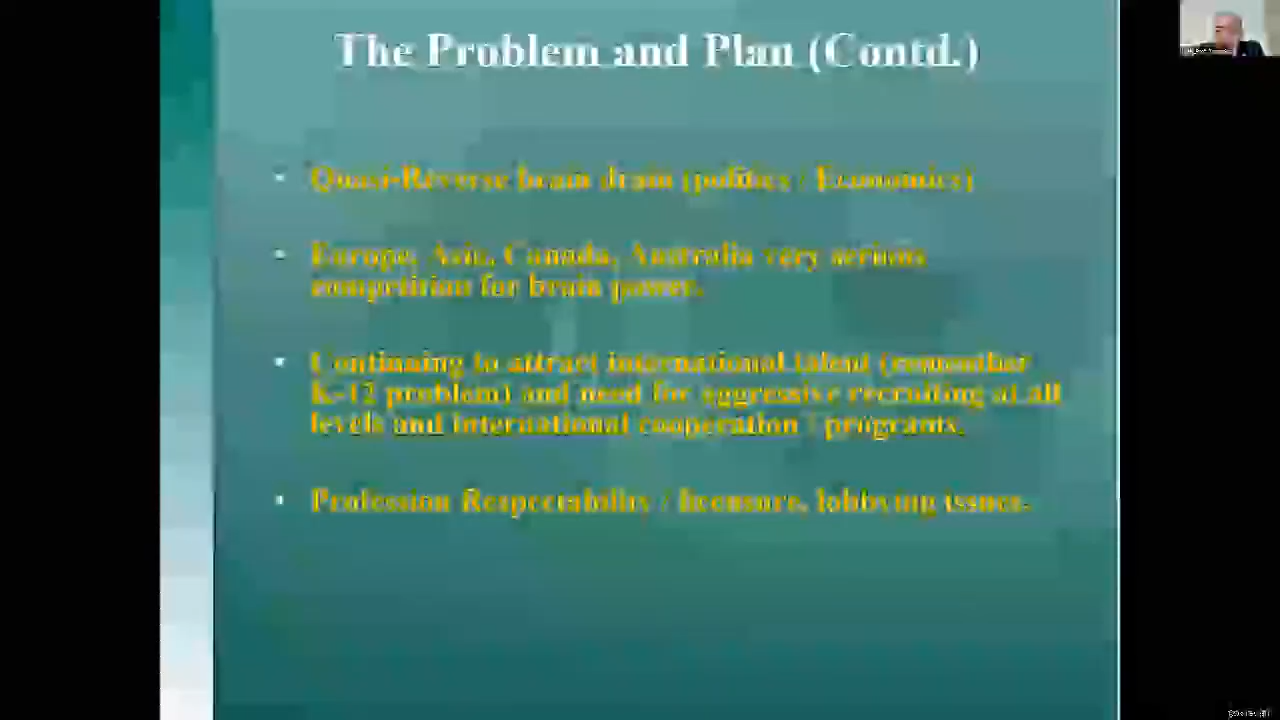 The Problem and Plan (Contd.)
• Quasi-Reverse brain drain (politics / Economics)
• Europe, Asia, Canada, Australia very serious
competition for brain power.
• Continuing to attract international talent (remember
K-12 problem) and need for aggressive recruiting at all
levels and international cooperation / programs.
• Profession Respectability / licensors, lobbying issues.